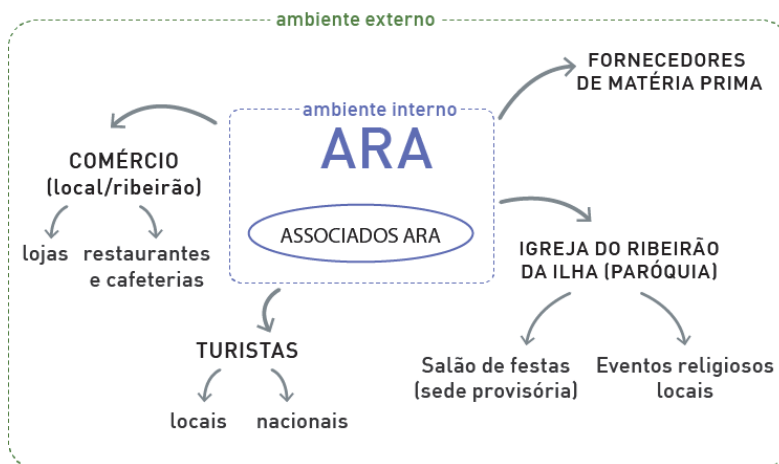 ambiente externo
FORNECEDORES
DE MATÉRIA PRIMA
ambiente interno
ARA
ASSOCIADOS ARA
COMÉRCIO
(local/ribeirão)
lojas
restaurantes
e cafeterias
IGREJA DO RIBEIRÃO
DA ILHA (PARÓQUIA)
TURISTAS
locais
nacionais
Salão de festas
(sede provisória)
Eventos religiosos
locais